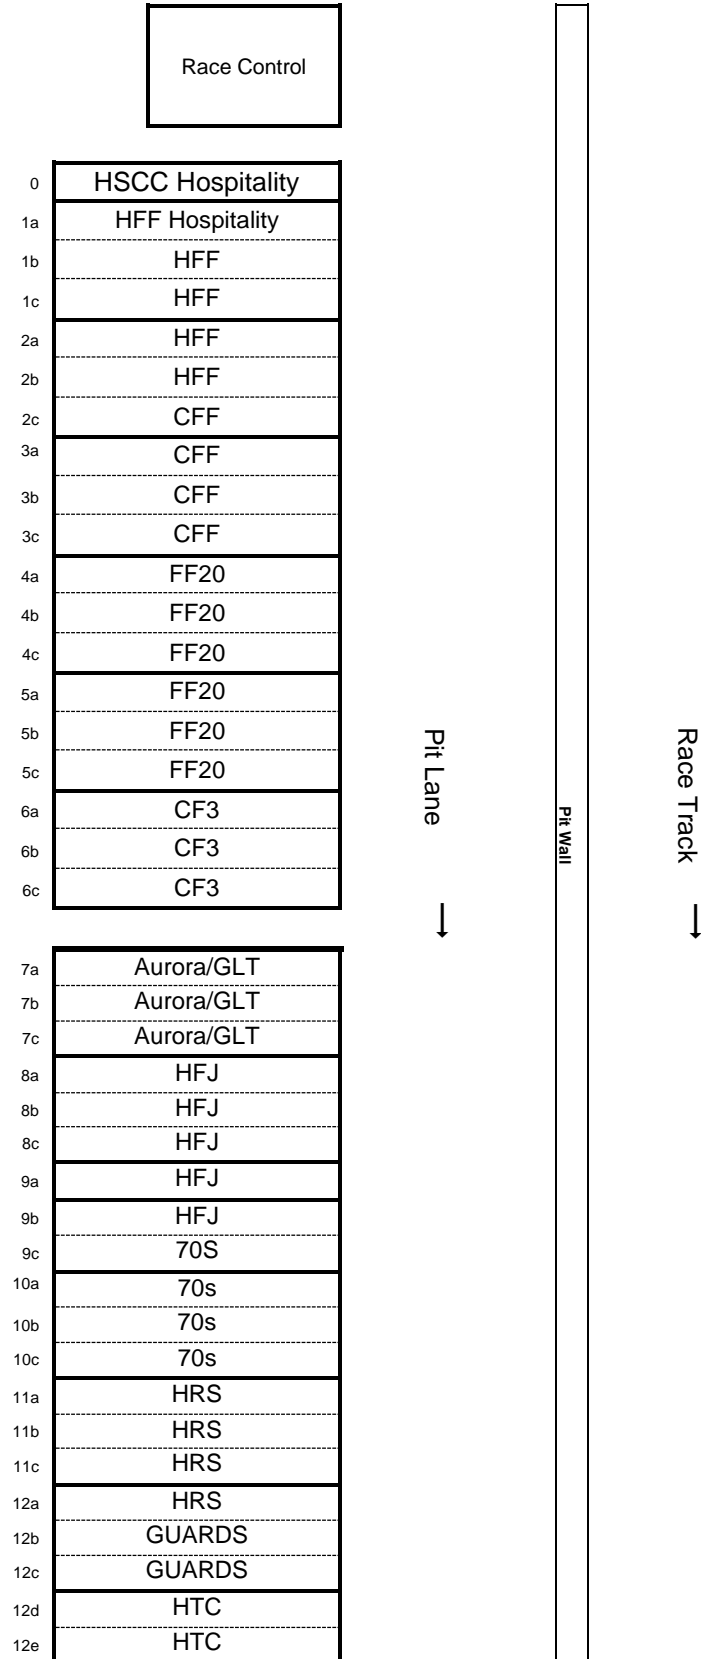 Race Control
0 HSCC Hospitality
1a HFF Hospitality
1b HFF
1c HFF
2a HFF
2b HFF
2c CFF
3a CFF
3b CFF
3c CFF
4a FF20
4b FF20
4c FF20
5a FF20
5b FF20
5c FF20
6a CF3
6b CF3
6c CF3
Pit Lane
Pit Wall
Race Track
7a Aurora/GLT
7b Aurora/GLT
7c Aurora/GLT
8a HFJ
8b HFJ
8c HFJ
9a HFJ
9b HFJ
9c 70S
10a 70s
10b 70s
10c 70s
11a HRS
11b HRS
11c HRS
12a HRS
12b GUARDS
12c GUARDS
12d HTC
12e HTC